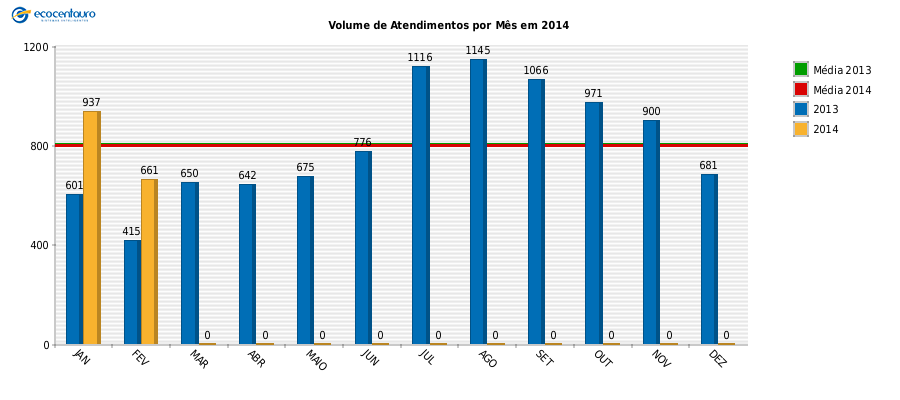 ecocentauro
Volume de Atendimentos por Mês em 2014
1200
800
400
0
601
937
415
661
650
0
642
0
675
0
776
0
1116
0
1145
0
1066
0
971
0
900
0
681
0
JAN
FEV
MAR
ABR
MAIO
JUN
JUL
AGO
SET
OUT
NOV
DEZ
Média 2013
Média 2014
2013
2014